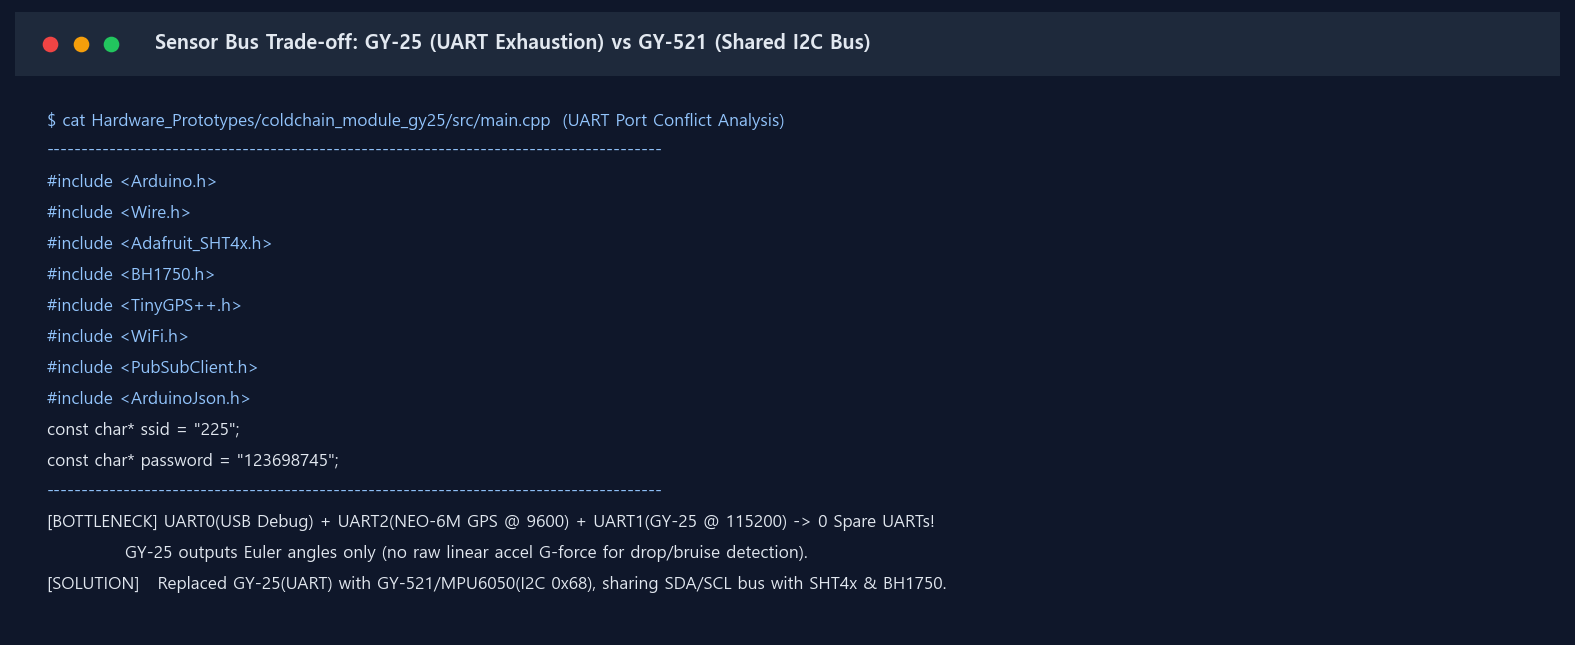 Sensor Bus Trade-off: GY-25 (UART Exhaustion) vs GY-521 (Shared I2C Bus)
$ cat Hardware_Prototypes/coldchain_module_gy25/src/main.cpp  (UART Port Conflict Analysis)
----------------------------------------------------------------------------------------
#include <Arduino.h>
#include <Wire.h>
#include <Adafruit_SHT4x.h>
#include <BH1750.h>
#include <TinyGPS++.h>
#include <WiFi.h>
#include <PubSubClient.h>
#include <ArduinoJson.h>
const char* ssid = "225";
const char* password = "123698745";
----------------------------------------------------------------------------------------
[BOTTLENECK] UART0(USB Debug) + UART2(NEO-6M GPS @ 9600) + UART1(GY-25 @ 115200) -> 0 Spare UARTs!
GY-25 outputs Euler angles only (no raw linear accel G-force for drop/bruise detection).
[SOLUTION]   Replaced GY-25(UART) with GY-521/MPU6050(I2C 0x68), sharing SDA/SCL bus with SHT4x & BH1750.